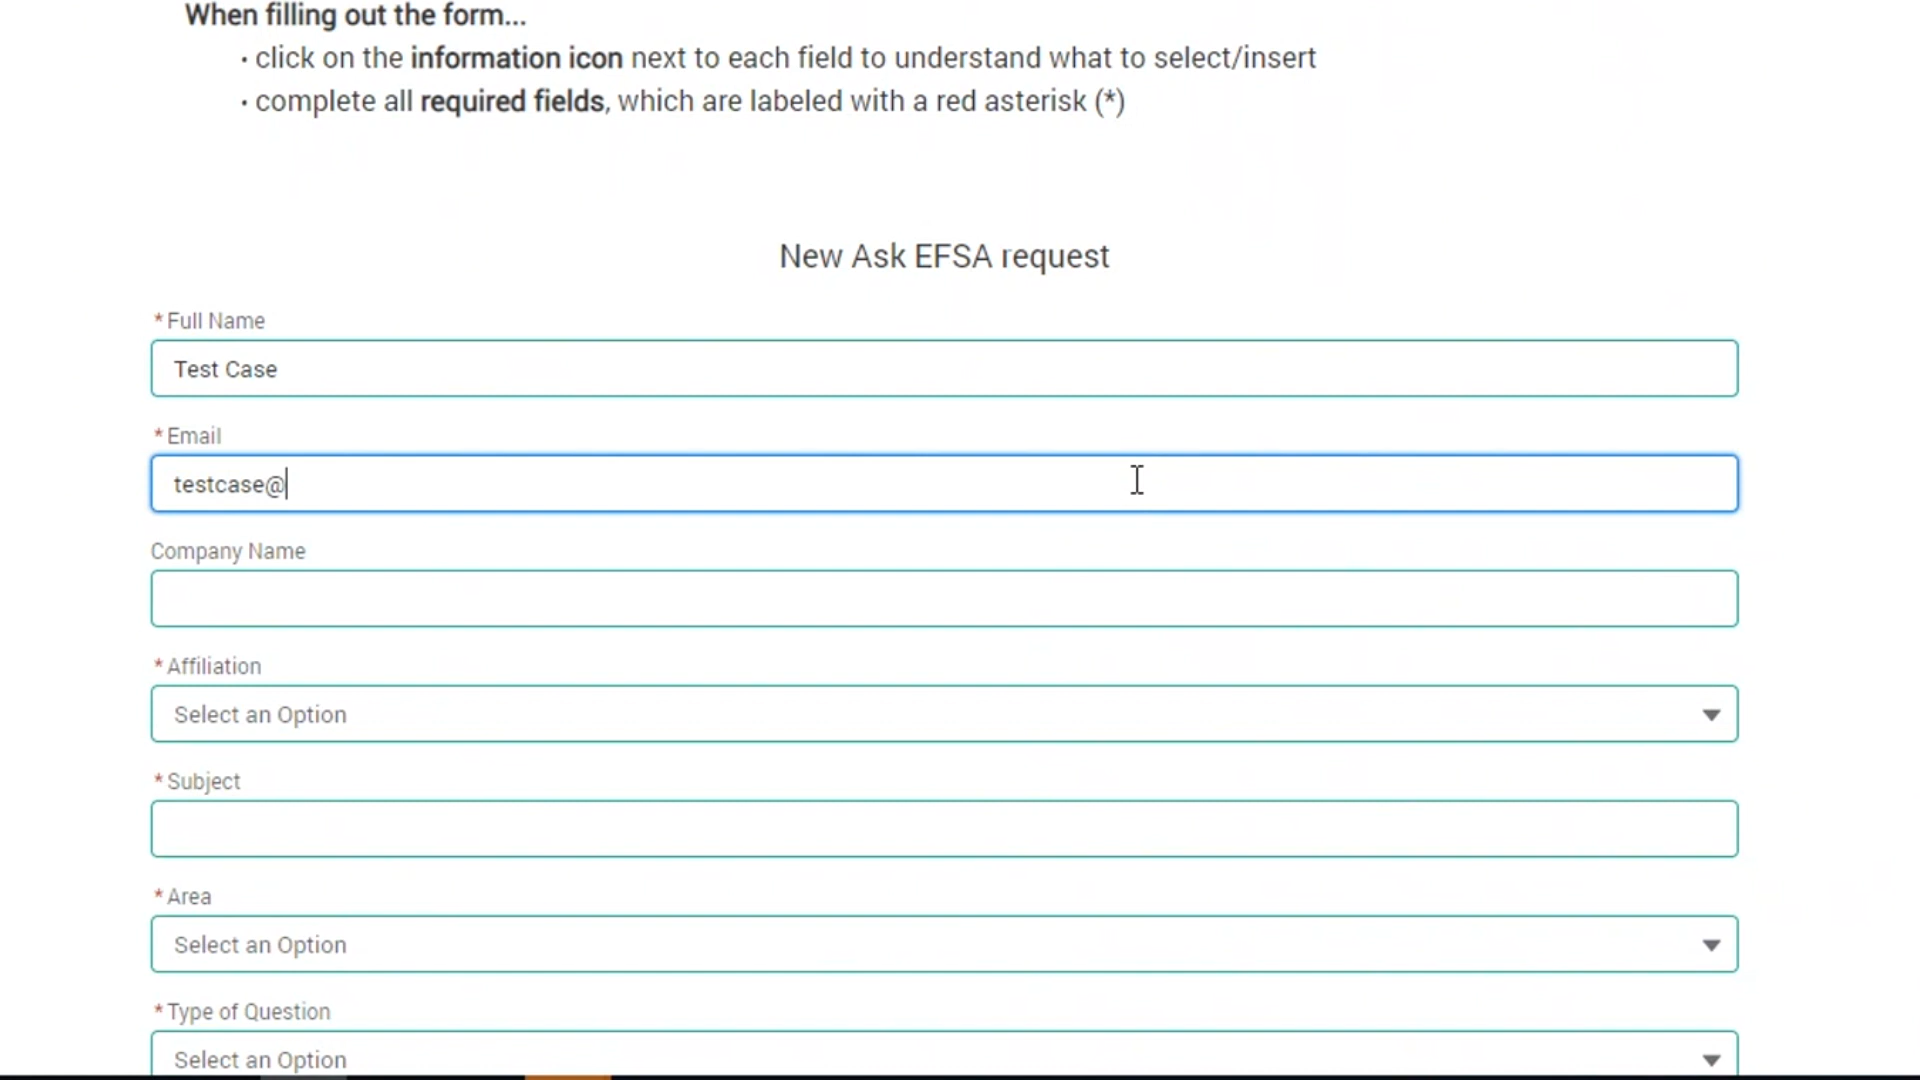 When filling out the form...
· click on the information icon next to each field to understand what to select/insert
· complete all required fields, which are labeled with a red asterisk (*)
New Ask EFSA request
* Full Name
Test Case
* Email
testcase@
Company Name
* Affiliation
Select an Option
* Subject
* Area
Select an Option
* Type of Question
Select an Option